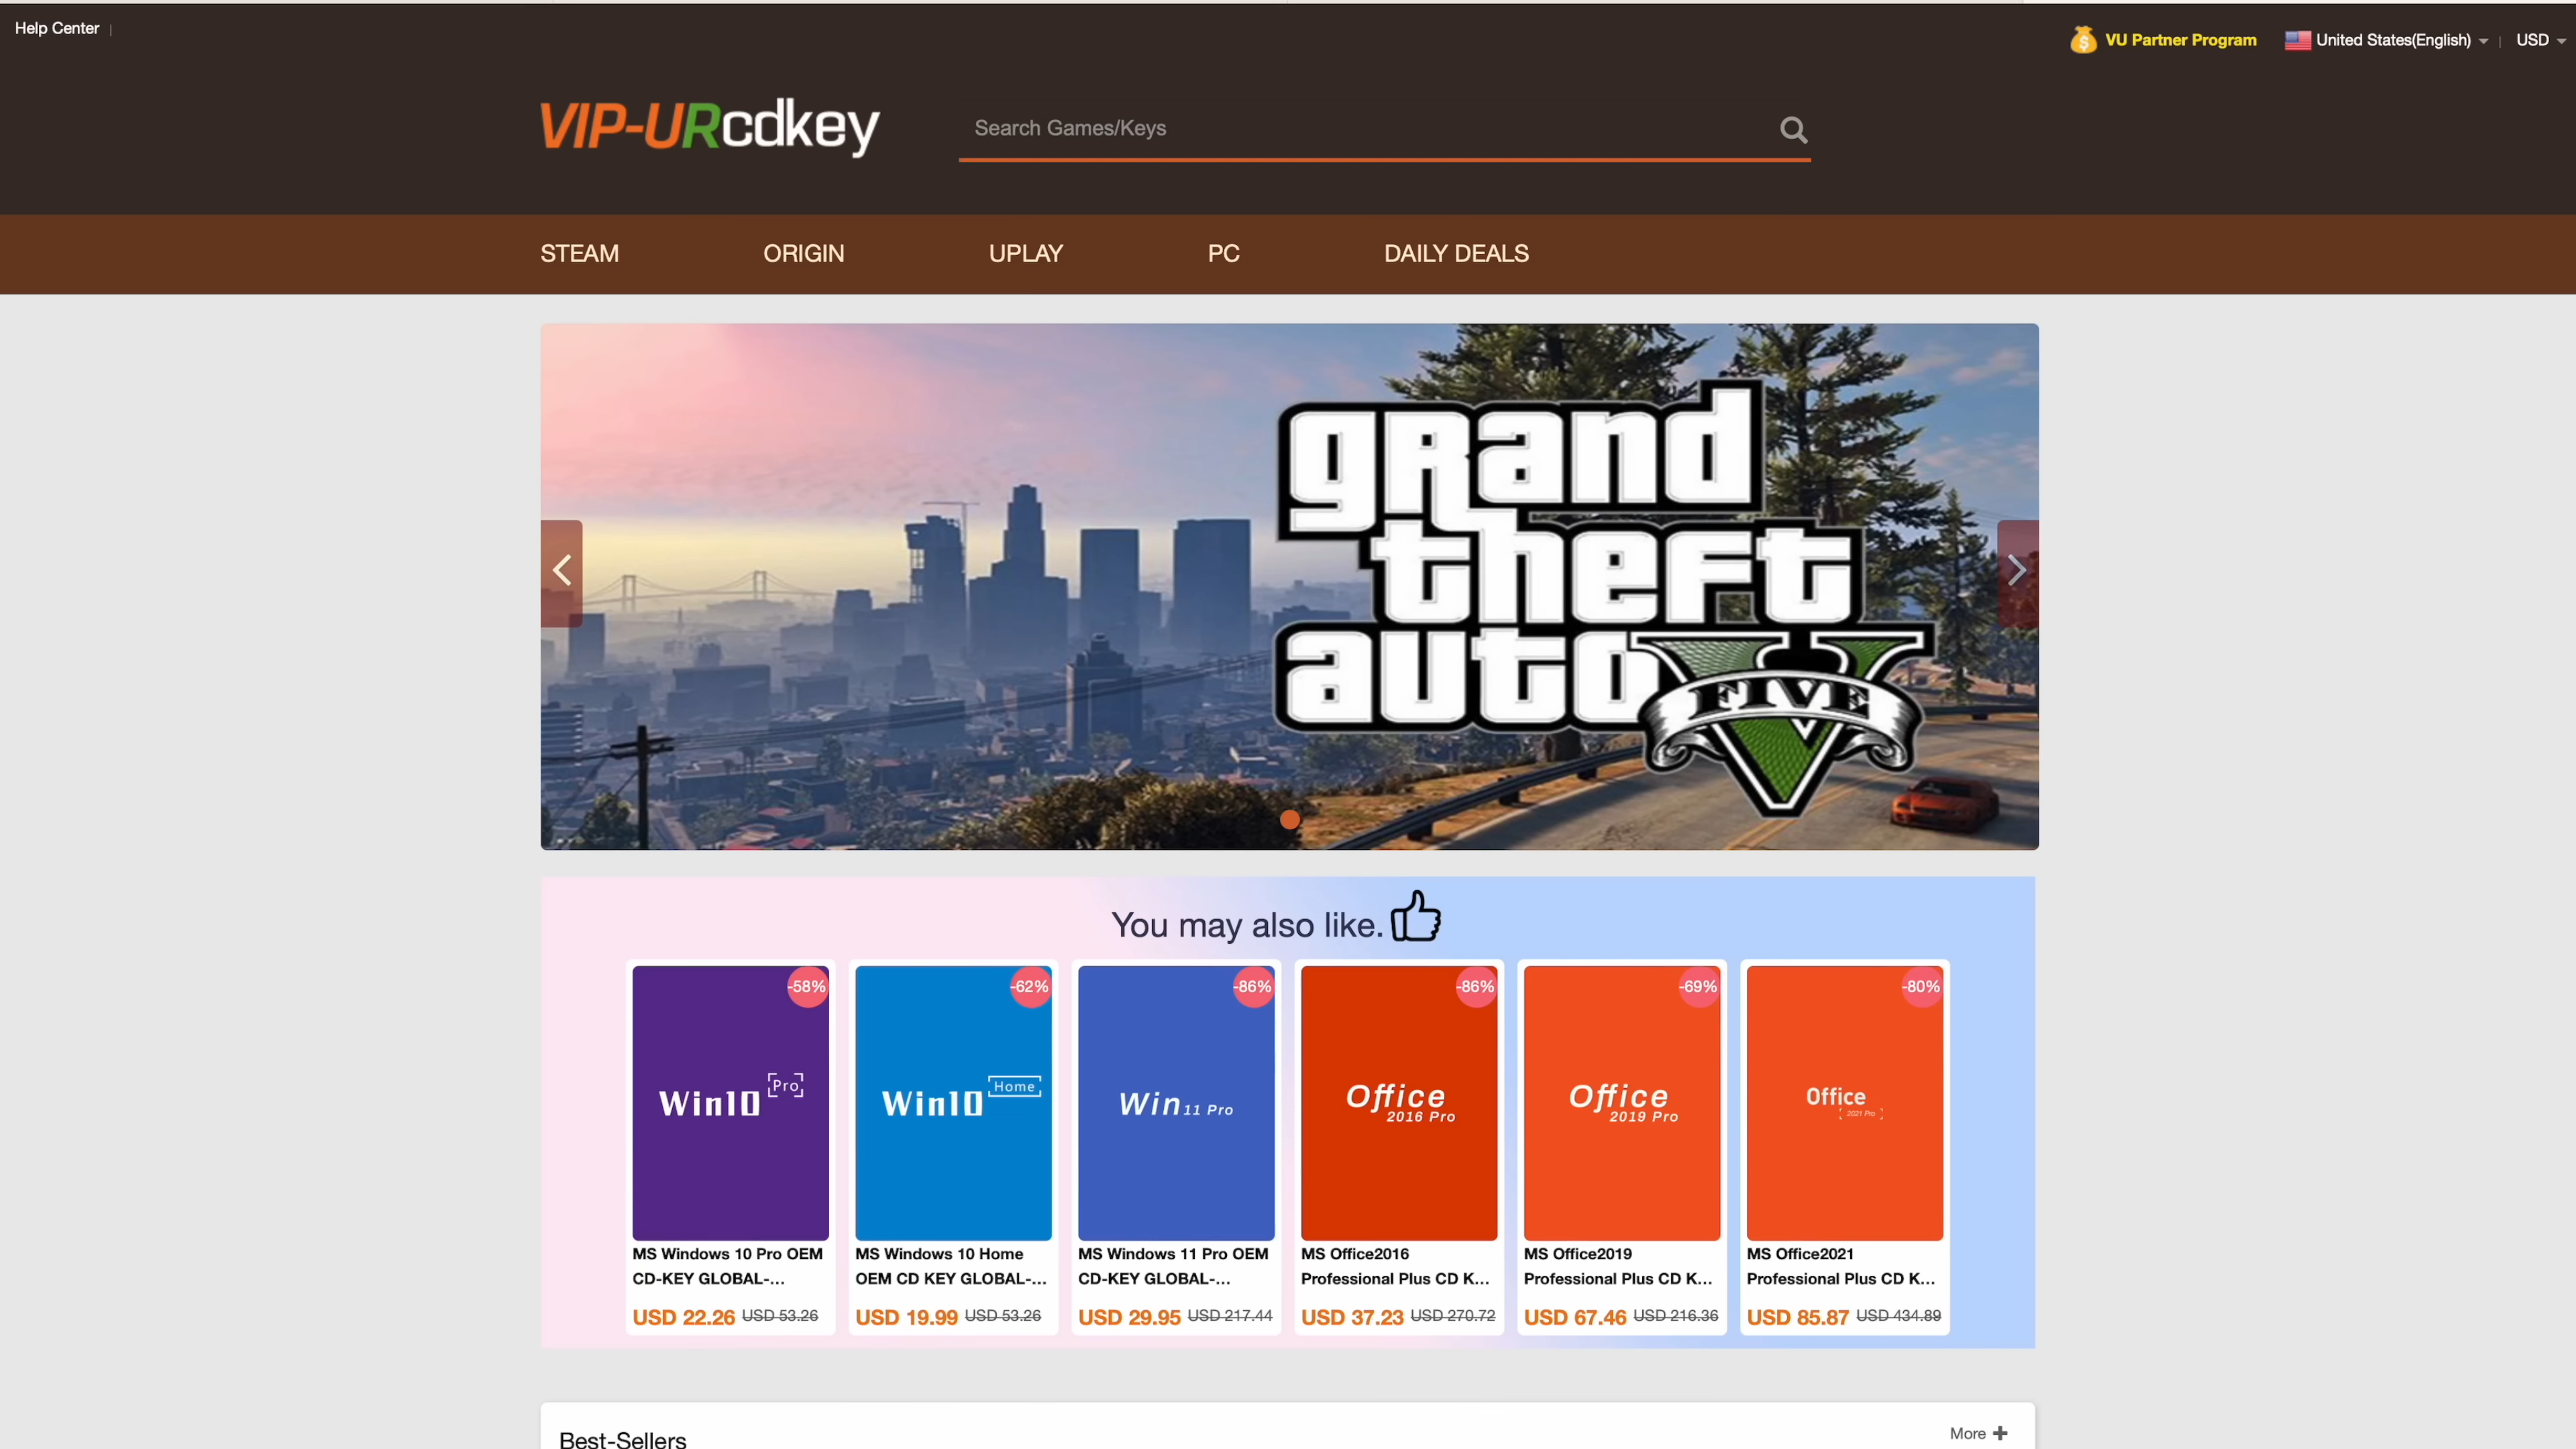 Help Center
VU Partner Program
United States(English)
USD
VIP-URcdkey
Search Games/Keys
STEAM
ORIGIN
UPLAY
PC
DAILY DEALS
grand
theft
auto
FIVE
You may also like.
-58%
Win10 Pro
MS Windows 10 Pro OEM
CD-KEY GLOBAL-...
USD 22.26 USD 53.26
-62%
Win10 Home
MS Windows 10 Home
OEM CD KEY GLOBAL-...
USD 19.99 USD 53.26
-86%
Win 11 Pro
MS Windows 11 Pro OEM
CD-KEY GLOBAL-...
USD 29.95 USD 217.44
-86%
Office
2016 Pro
MS Office2016
Professional Plus CD K...
USD 37.23 USD 270.72
-69%
Office
2019 Pro
MS Office2019
Professional Plus CD K...
USD 67.46 USD 216.36
-80%
Office
2021 Pro
MS Office2021
Professional Plus CD K...
USD 85.87 USD 434.89
Best-Sellers
More